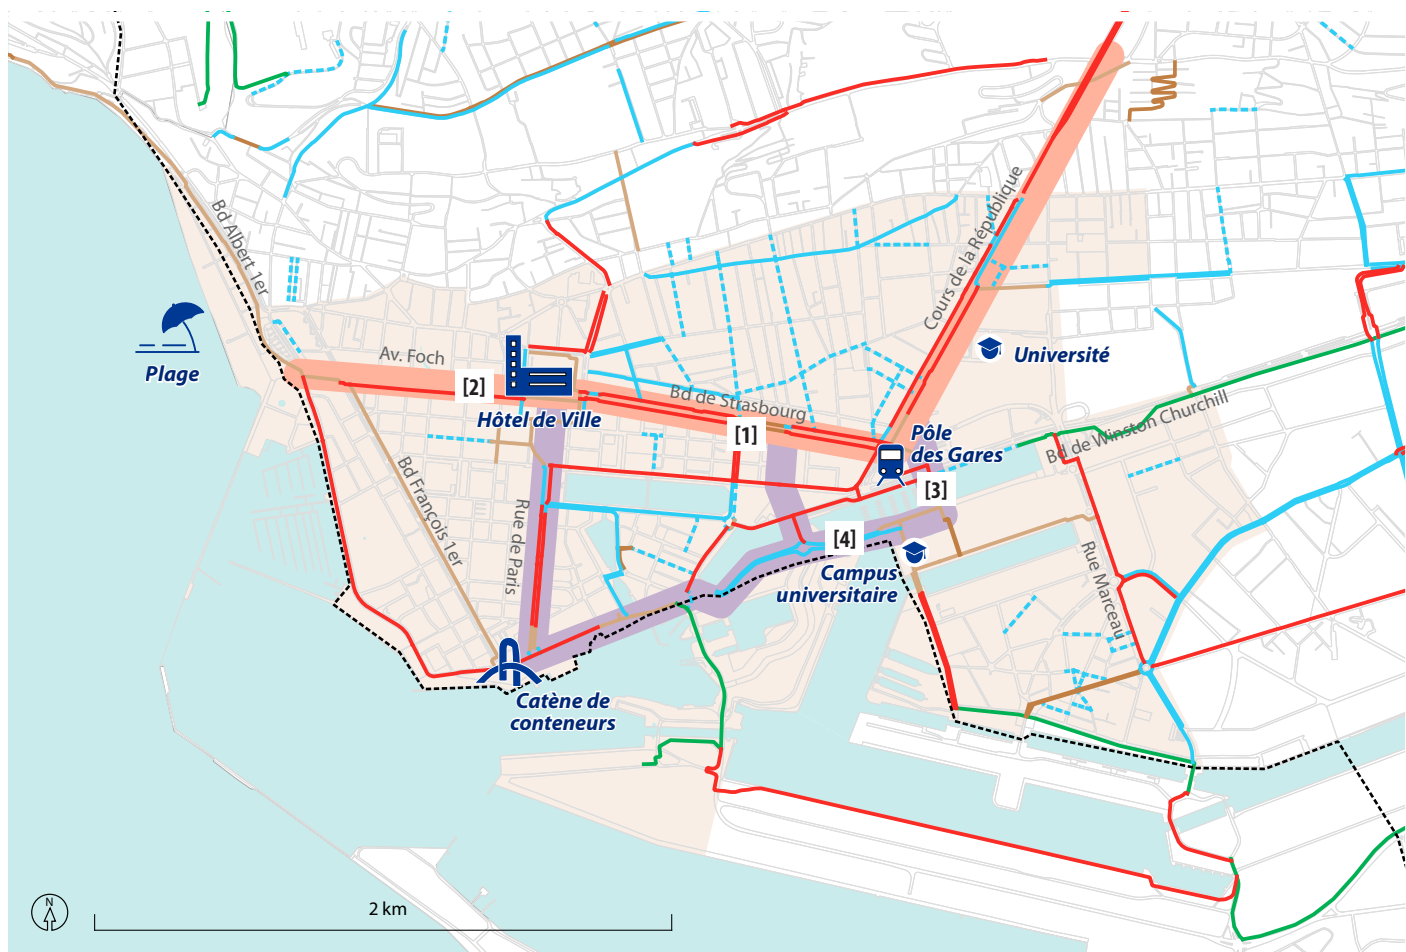 Bd Albert 1er
Cours de la République
Plage
Av. Foch
[2]
Hôtel de Ville
Bd de Strasbourg
[1]
Université
Pôle
des Gares
Bd de Winston Churchill
[3]
Bd François 1er
Rue de Paris
[4]
Campus
universitaire
Rue Marceau
Catène de
conteneurs
N
2 km